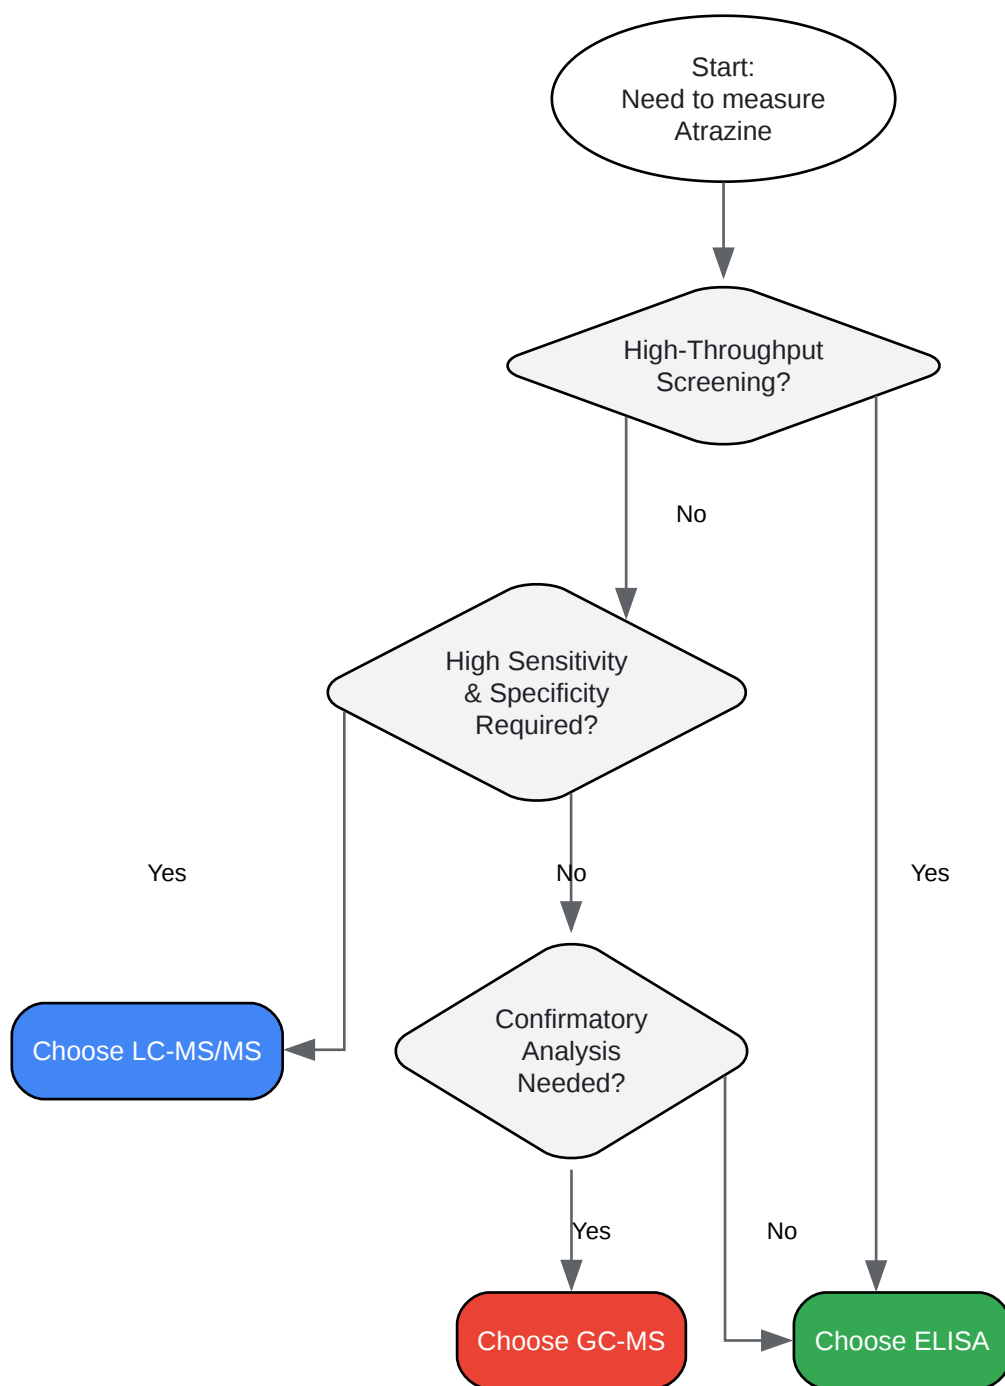 Start:
Need to measure
Atrazine
High-Throughput
Screening?
No
High Sensitivity
& Specificity
Required?
Yes
No
Yes
Confirmatory
Analysis
Needed?
Choose LC-MS/MS
Yes
No
Choose GC-MS
Choose ELISA